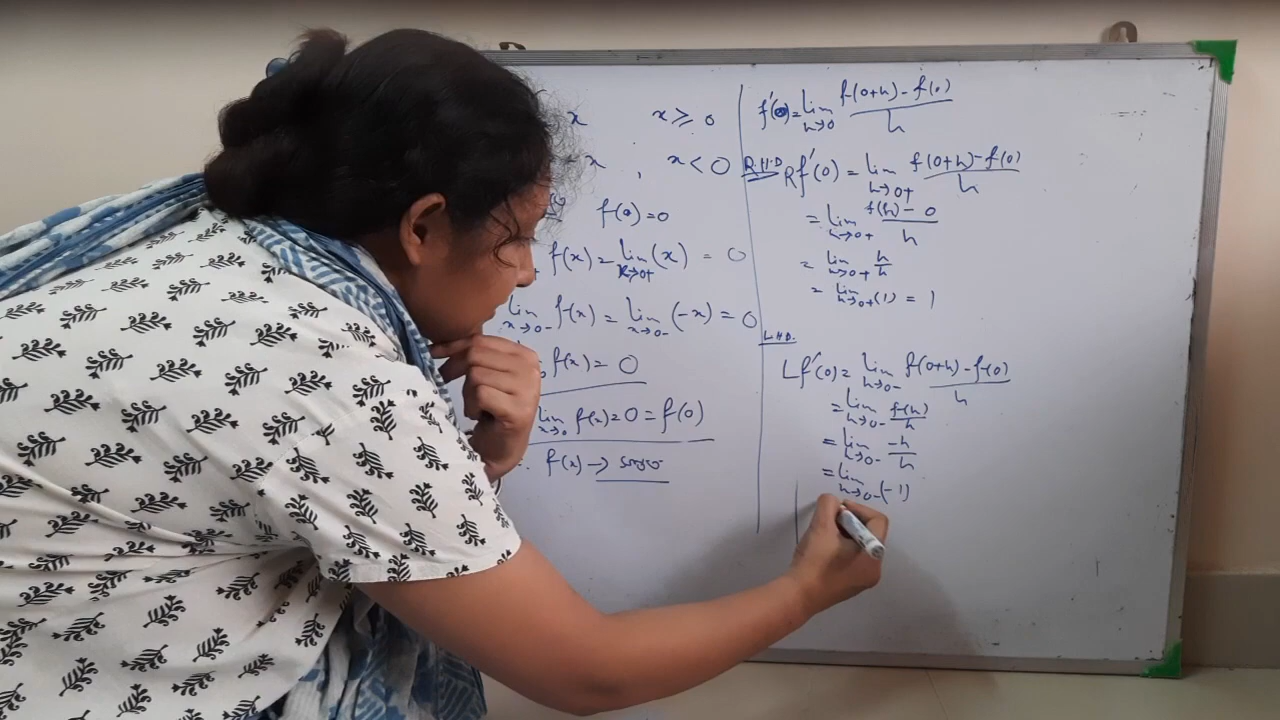 x x ≥ 0
x , x < 0
f(0) = 0
f(x) = lim x→0+ (x) = 0
lim x→0- f(x) = lim x→0- (-x) = 0
f(x) = 0
lim x→0 f(x) = 0 = f(0)
f(x) →
f'(0) = lim h→0 f(0+h) - f(0) / h
R.H.D Rf'(0) = lim h→0+ f(0+h) - f(0) / h
= lim h→0+ f(h) - 0 / h
= lim h→0+ h / h
= lim h→0+ (1) = 1
L.H.D.
Lf'(0) = lim h→0- f(0+h) - f(0) / h
= lim h→0- f(h) / h
= lim h→0- -h / h
= lim h→0- (-1)